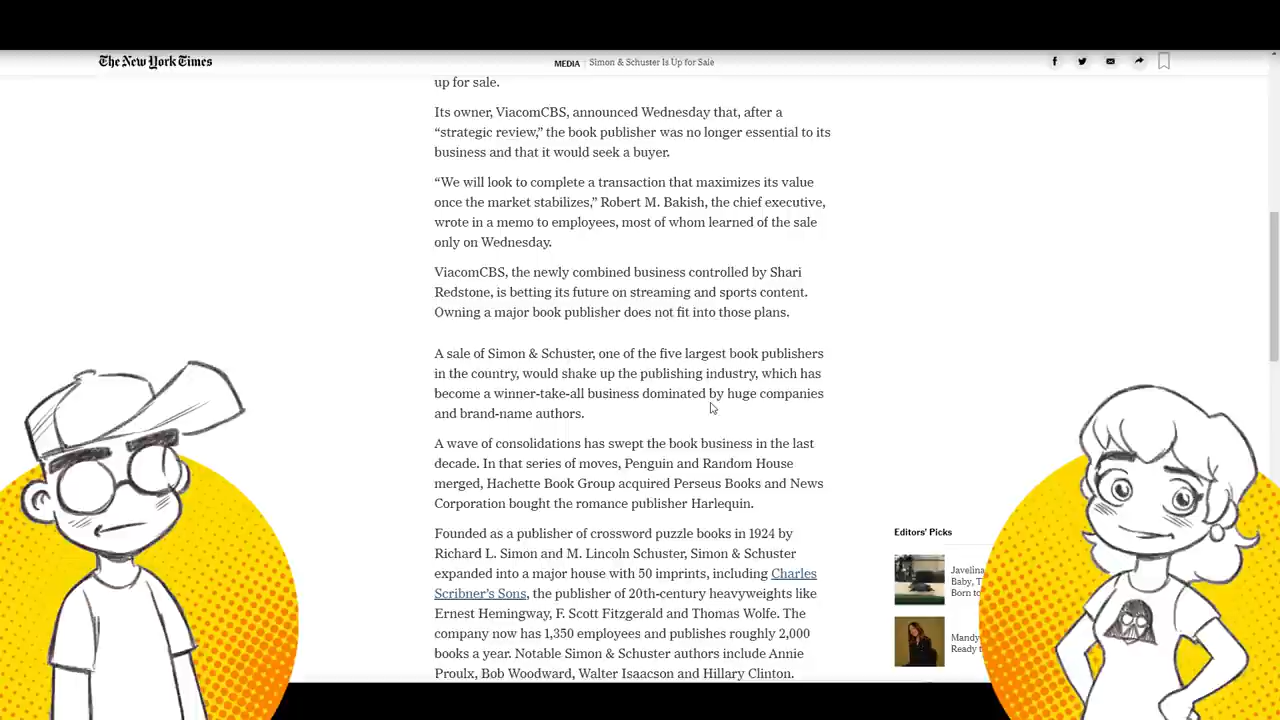 The New York Times
MEDIA | Simon & Schuster Is Up for Sale
up for sale.
Its owner, ViacomCBS, announced Wednesday that, after a
“strategic review,” the book publisher was no longer essential to its
business and that it would seek a buyer.
“We will look to complete a transaction that maximizes its value
once the market stabilizes,” Robert M. Bakish, the chief executive,
wrote in a memo to employees, most of whom learned of the sale
only on Wednesday.
ViacomCBS, the newly combined business controlled by Shari
Redstone, is betting its future on streaming and sports content.
Owning a major book publisher does not fit into those plans.
A sale of Simon & Schuster, one of the five largest book publishers
in the country, would shake up the publishing industry, which has
become a winner-take-all business dominated by huge companies
and brand-name authors.
A wave of consolidations has swept the book business in the last
decade. In that series of moves, Penguin and Random House
merged, Hachette Book Group acquired Perseus Books and News
Corporation bought the romance publisher Harlequin.
Founded as a publisher of crossword puzzle books in 1924 by
Richard L. Simon and M. Lincoln Schuster, Simon & Schuster
expanded into a major house with 50 imprints, including Charles
Scribner’s Sons, the publisher of 20th-century heavyweights like
Ernest Hemingway, F. Scott Fitzgerald and Thomas Wolfe. The
company now has 1,350 employees and publishes roughly 2,000
books a year. Notable Simon & Schuster authors include Annie
Proulx, Bob Woodward, Walter Isaacson and Hillary Clinton.
Editors’ Picks
Javelina
Baby, T
Born to
Mandy
Ready t